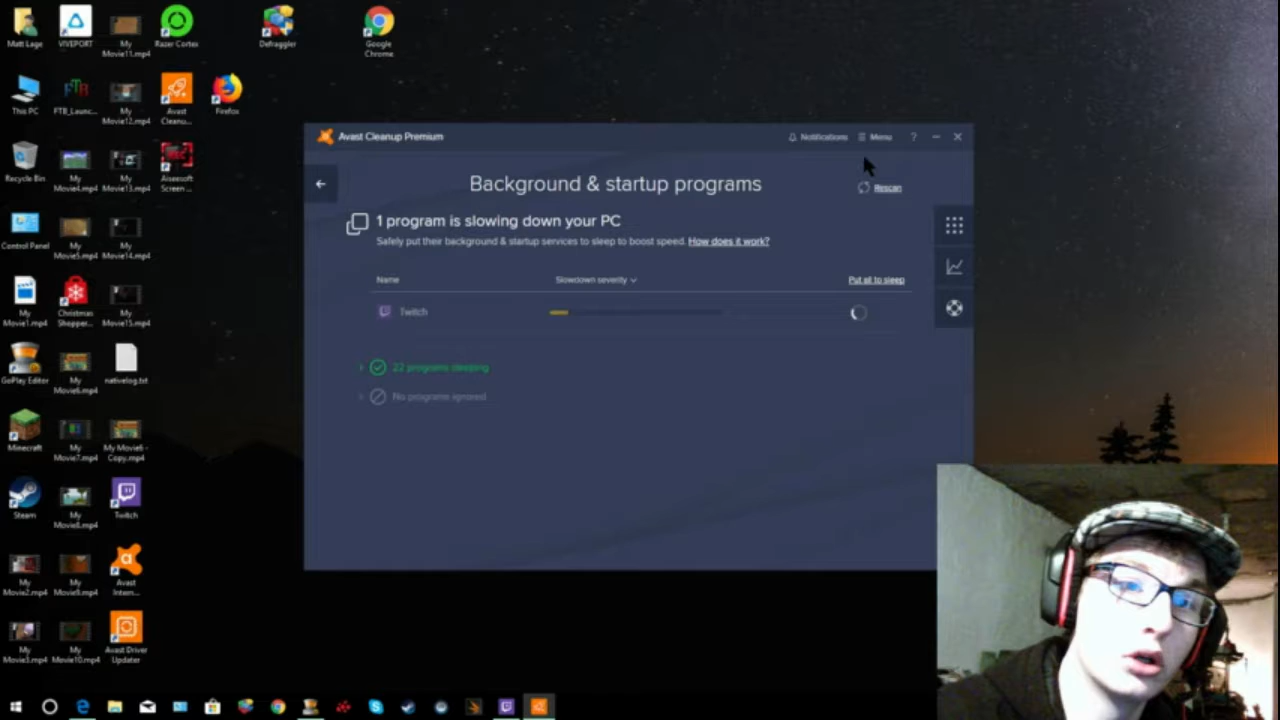 Matt Lage
VIVEPORT
My
Movie11.mp4
Razer Cortex
Defraggler
Google
Chrome
This PC
FTB_Launc...
My
Movie12.mp4
Avast
Cleanu...
Firefox
Recycle Bin
My
Movie4.mp4
My
Movie13.mp4
Aiseesoft
Screen ...
Control Panel
My
Movie5.mp4
My
Movie14.mp4
My
Movie1.mp4
Christmas
Shopper...
My
Movie15.mp4
GoPlay Editor
My
Movie6.mp4
nativelog.txt
Minecraft
My
Movie7.mp4
My Movie6 -
Copy.mp4
Steam
My
Movie8.mp4
Twitch
My
Movie2.mp4
My
Movie9.mp4
Avast
Intern...
My
Movie3.mp4
My
Movie10.mp4
Avast Driver
Updater
Avast Cleanup Premium
Notifications
Menu
?
Background & startup programs
Rescan
1 program is slowing down your PC
Safely put their background & startup services to sleep to boost speed. How does it work?
Name
Slowdown severity
Put all to sleep
Twitch
22 programs sleeping
No programs ignored